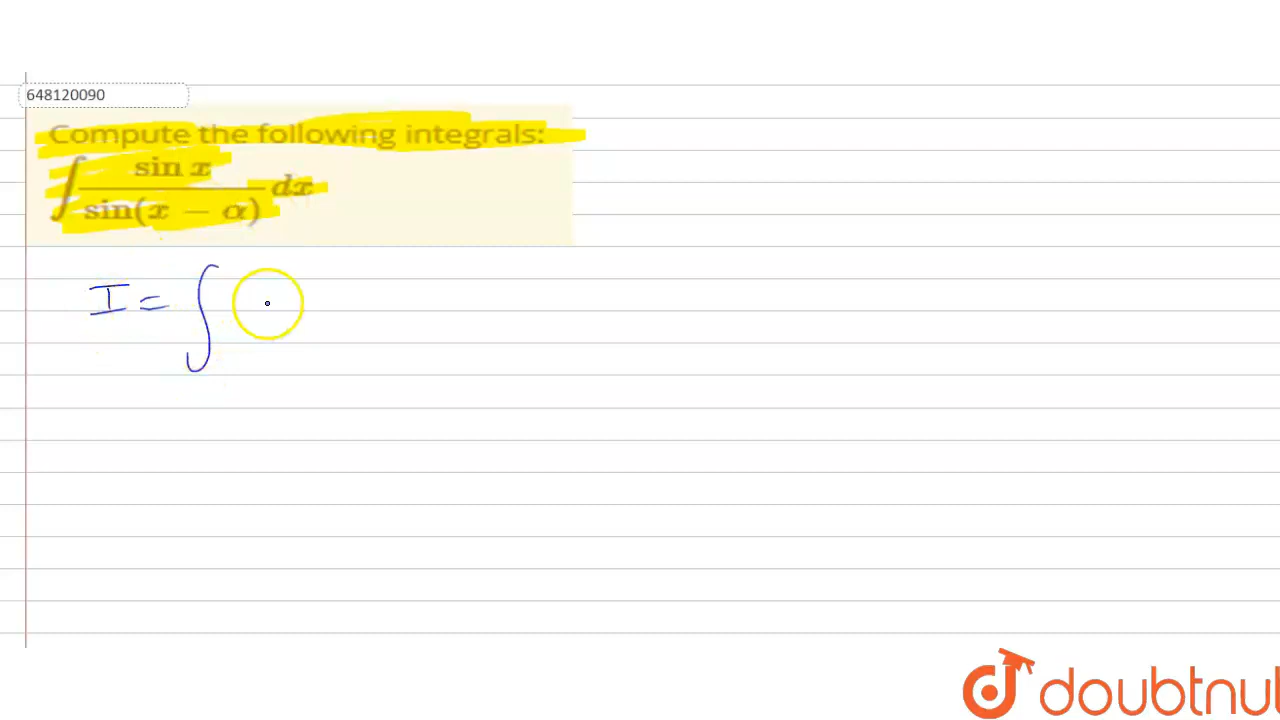 648120090
Compute the following integrals:
∫ sin x / sin(x − α) dx
I = ∫
doubtnut